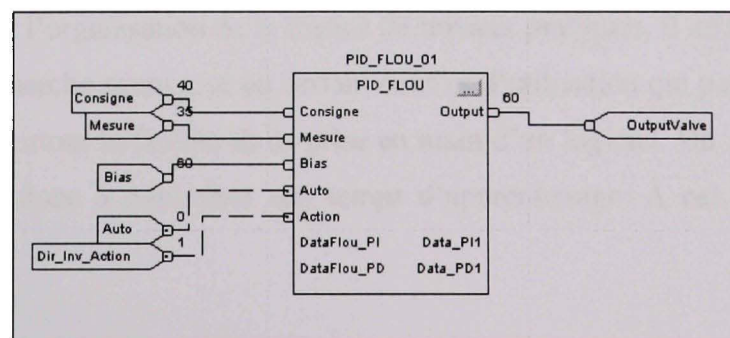 PID_FLOU_01
PID_FLOU
...
40
Consigne
35
Mesure
60
Bias
0
Auto
1
Dir_Inv_Action
Consigne
Mesure
Bias
Auto
Action
DataFlou_PI
DataFlou_PD
Output
Data_PI1
Data_PD1
60
OutputValve